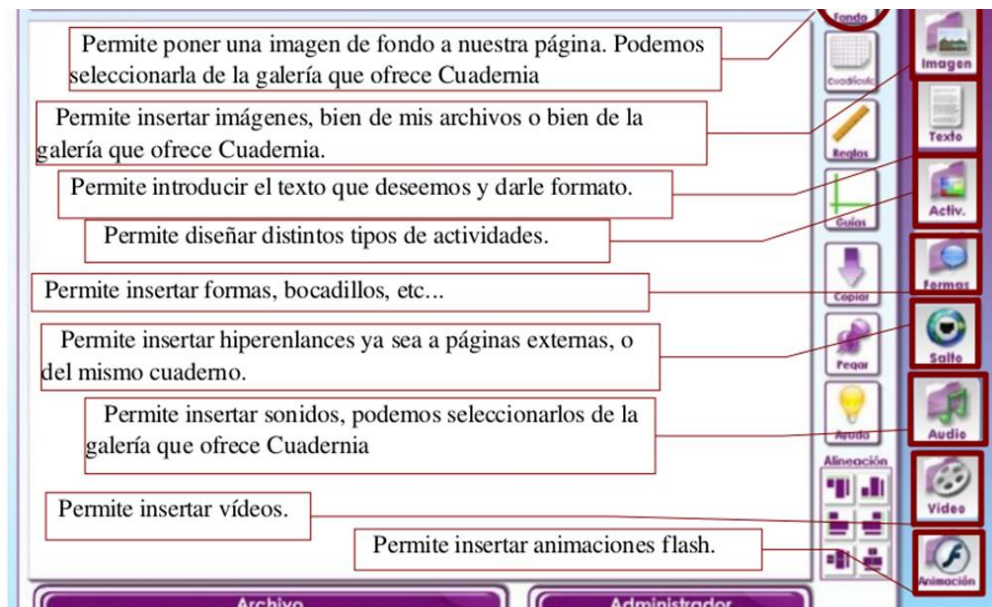 Fondo
Permite poner una imagen de fondo a nuestra página. Podemos
seleccionarla de la galería que ofrece Cuadernia
Imagen
Cuadrícula
Permite insertar imágenes, bien de mis archivos o bien de la
galería que ofrece Cuadernia.
Reglas
Texto
Permite introducir el texto que deseemos y darle formato.
Activ.
Guías
Permite diseñar distintos tipos de actividades.
Permite insertar formas, bocadillos, etc...
Copiar
Formas
Permite insertar hiperenlances ya sea a páginas externas, o
del mismo cuaderno.
Pegar
Salto
Permite insertar sonidos, podemos seleccionarlos de la
galería que ofrece Cuadernia
Ayuda
Audio
Alineación
Permite insertar vídeos.
Video
Permite insertar animaciones flash.
Animación
Archivo
Administrador